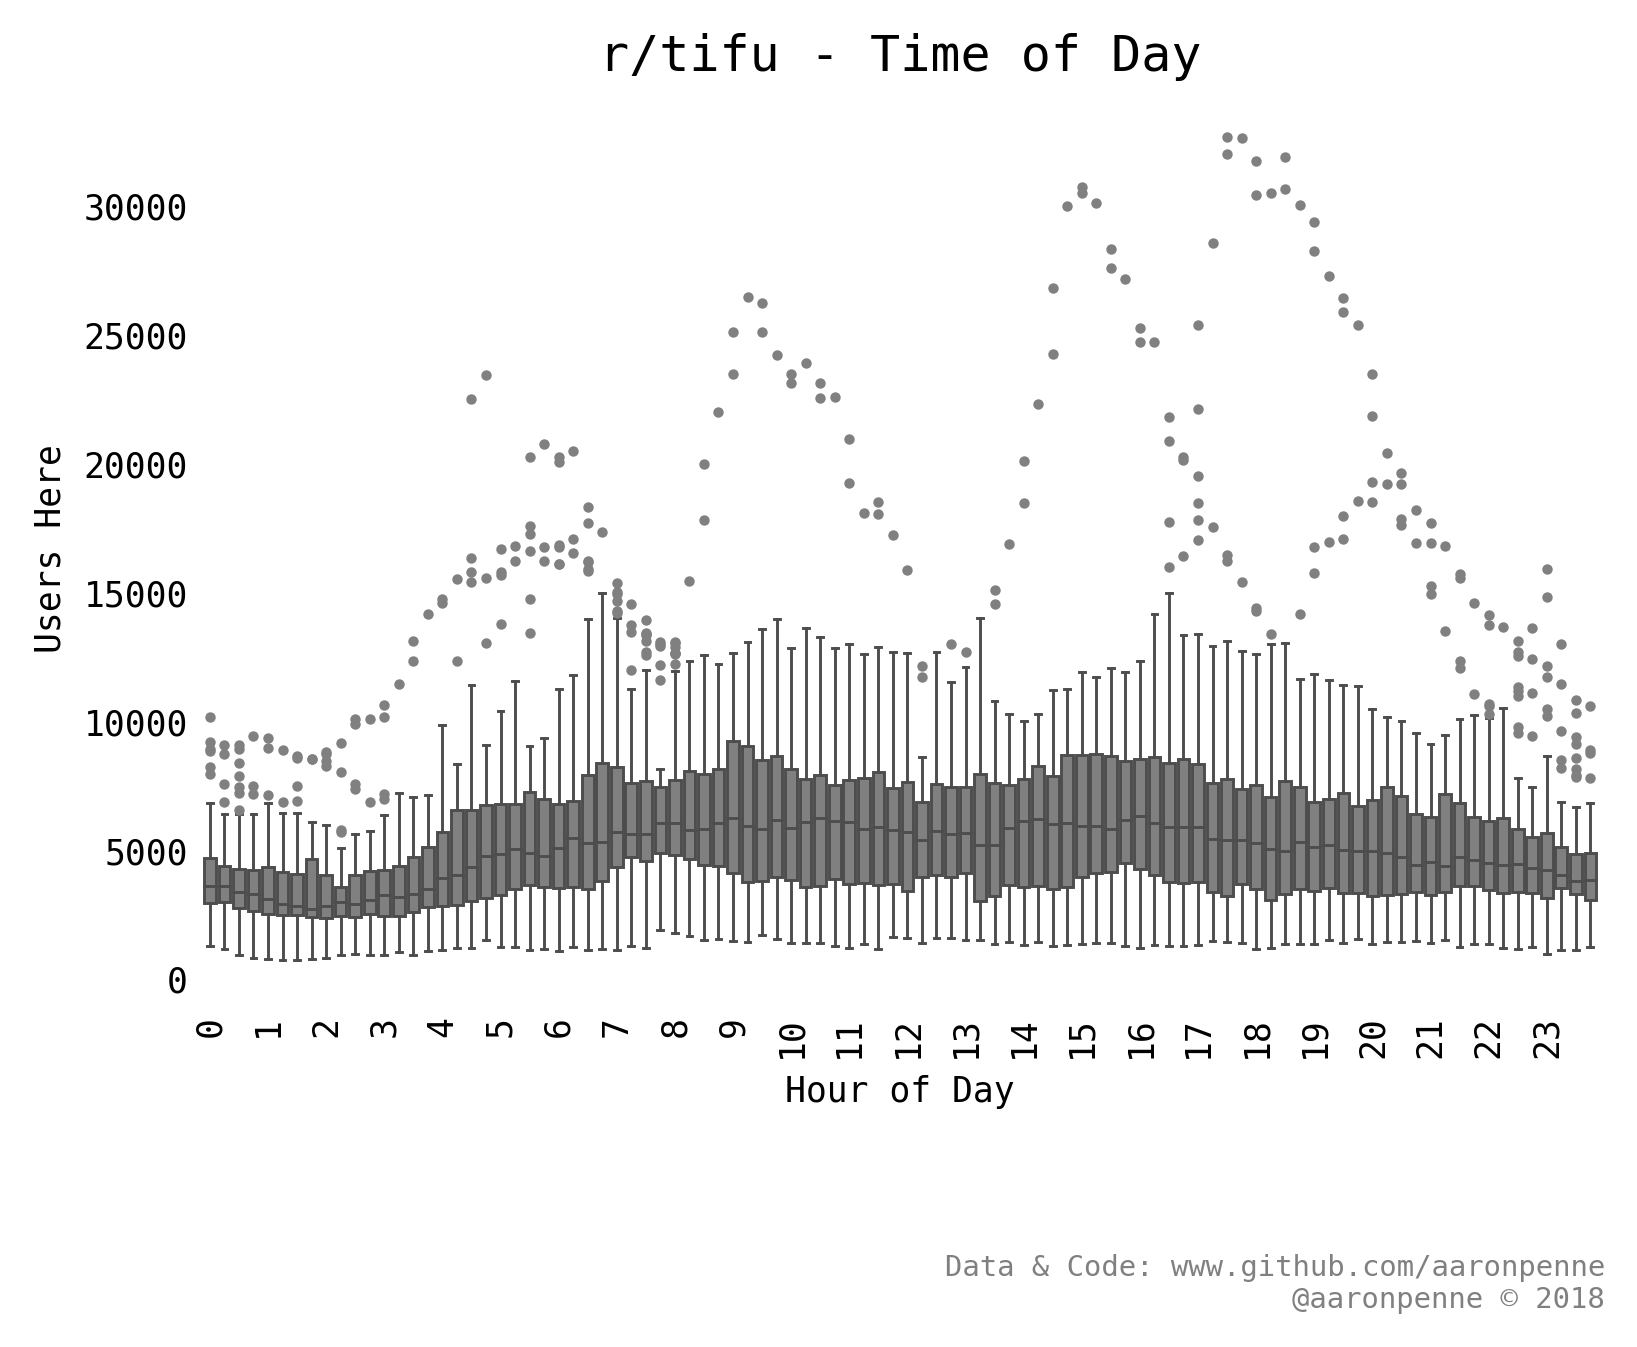 r/tifu - Time of Day
30000
25000
20000
15000
10000
5000
0
Users Here
0 1 2 3 4 5 6 7 8 9 10 11 12 13 14 15 16 17 18 19 20 21 22 23
Hour of Day
Data & Code: www.github.com/aaronpenne
@aaronpenne © 2018